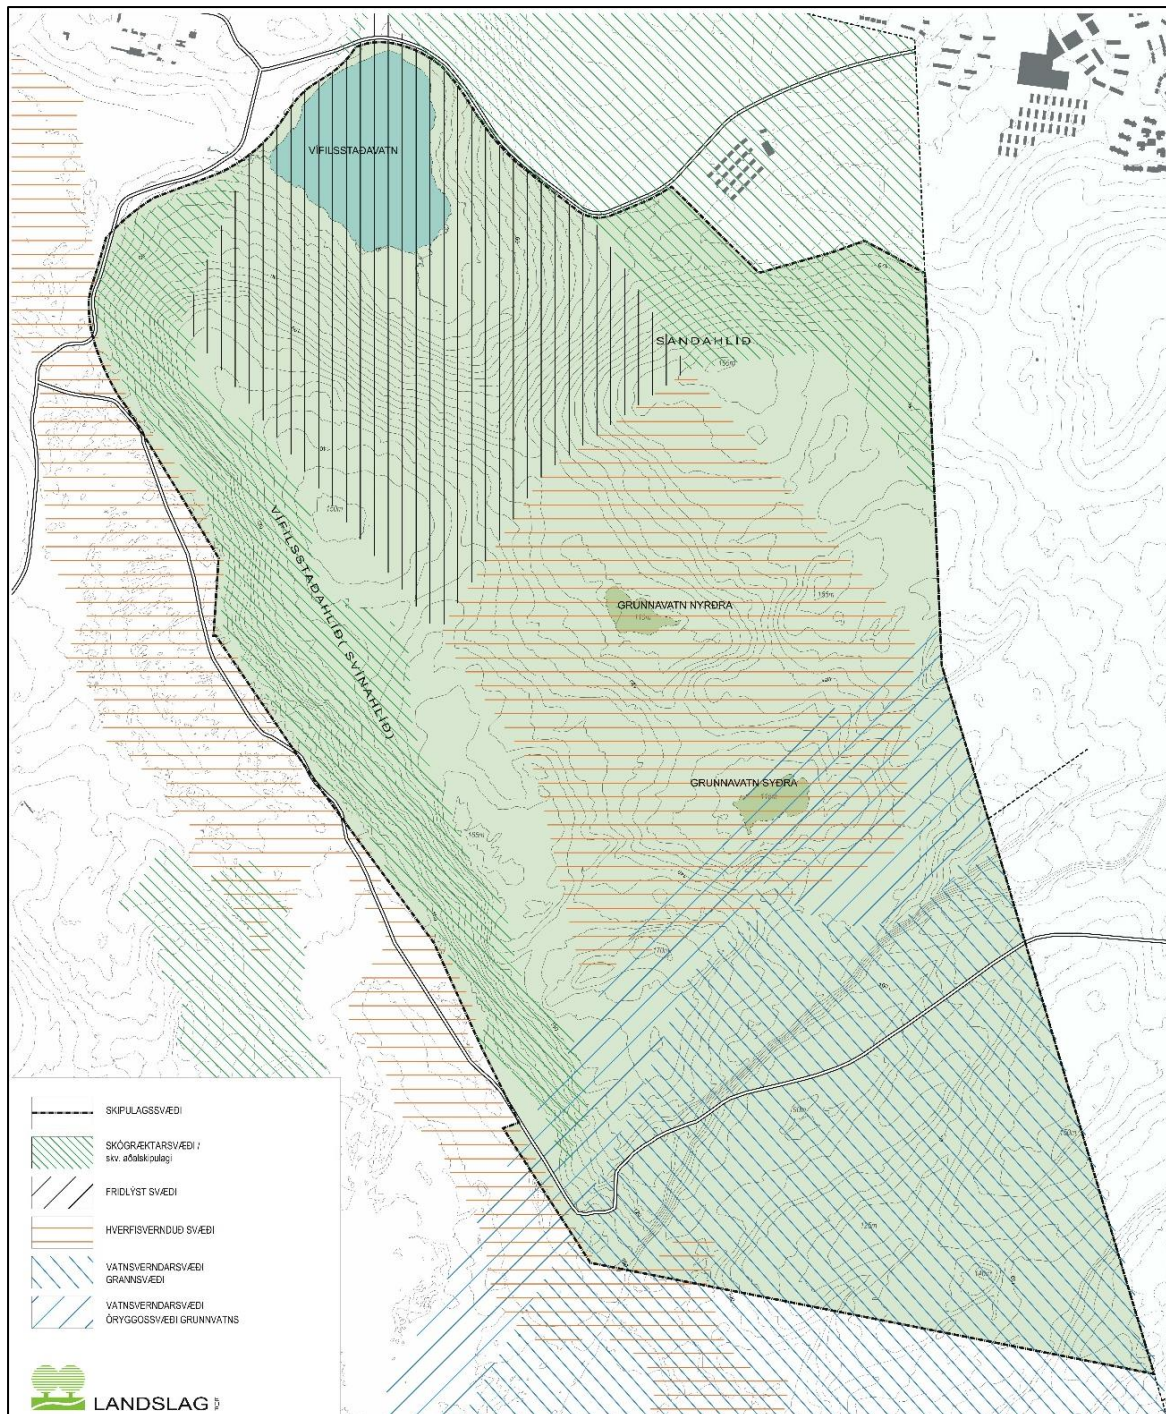 VÍFILSSTAÐAVATN
SANDAHLÍÐ
VÍFILSSTAÐAHLÍÐ( SVÍNAHLÍÐ)
GRUNNAVATN NYRÐRA
GRUNNAVATN SYÐRA
SKIPULAGSSVÆÐI
SKÓGRÆKTARSVÆÐI /
skv. aðalskipulagi
FRIÐLÝST SVÆÐI
HVERFISVERNDUÐ SVÆÐI
VATNSVERNDARSVÆÐI
GRANNSVÆÐI
VATNSVERNDARSVÆÐI
ÖRYGGOSSVÆÐI GRUNNVATNS
LANDSLAG